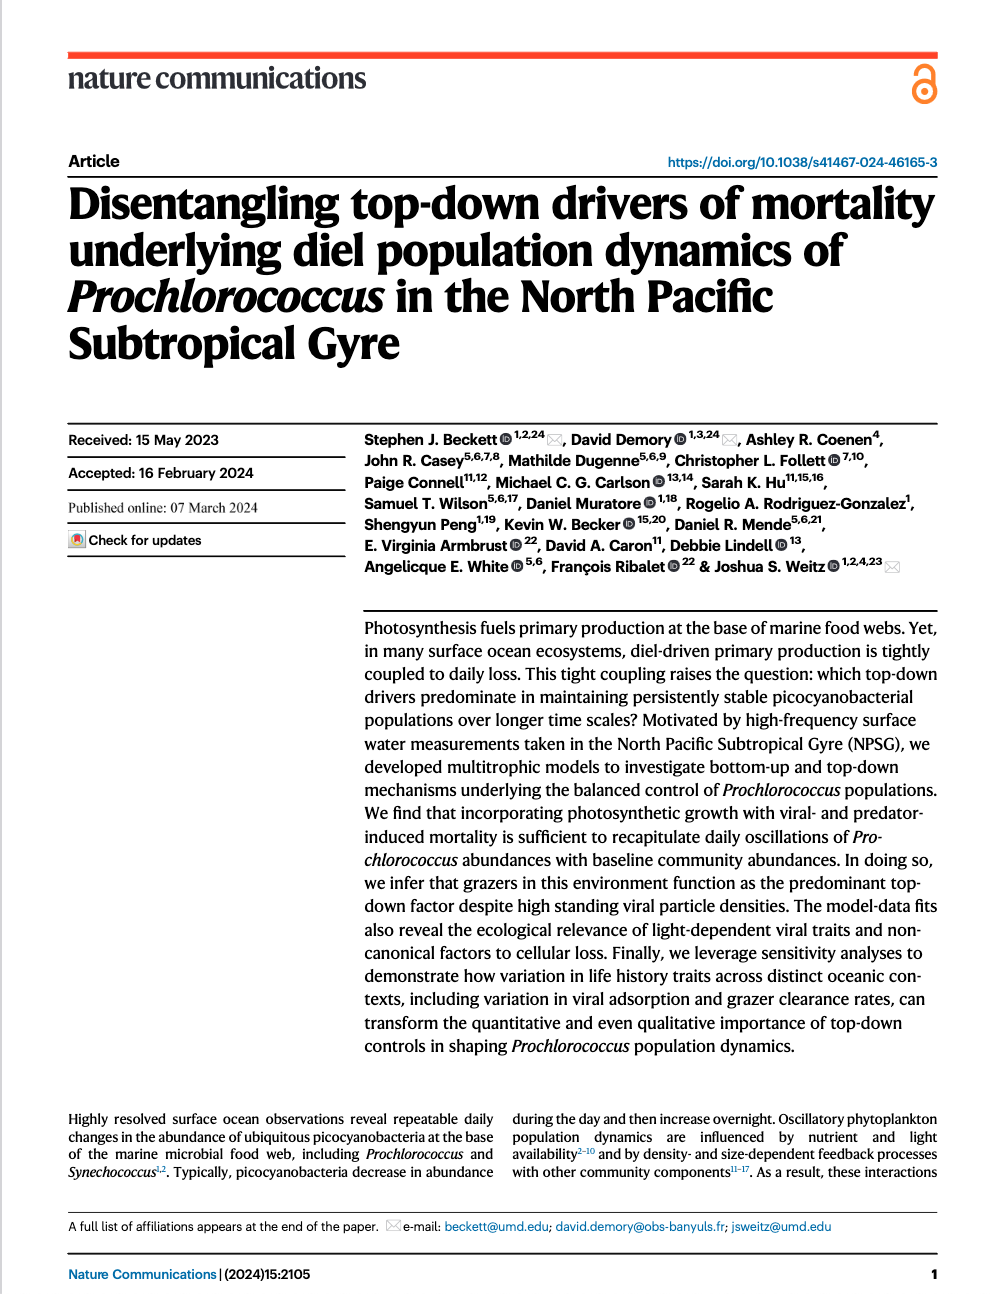 nature communications
Article
https://doi.org/10.1038/s41467-024-46165-3
Disentangling top-down drivers of mortality
underlying diel population dynamics of
Prochlorococcus in the North Pacific
Subtropical Gyre
Received: 15 May 2023
Accepted: 16 February 2024
Published online: 07 March 2024
Check for updates
Stephen J. Beckett 1,2,24, David Demory 1,3,24, Ashley R. Coenen4,
John R. Casey5,6,7,8, Mathilde Dugenne5,6,9, Christopher L. Follett 7,10,
Paige Connell11,12, Michael C. G. Carlson 13,14, Sarah K. Hu11,15,16,
Samuel T. Wilson5,6,17, Daniel Muratore 1,18, Rogelio A. Rodriguez-Gonzalez1,
Shengyun Peng1,19, Kevin W. Becker 15,20, Daniel R. Mende5,6,21,
E. Virginia Armbrust 22, David A. Caron11, Debbie Lindell 13,
Angelicque E. White 5,6, François Ribalet 22 & Joshua S. Weitz 1,2,4,23
Photosynthesis fuels primary production at the base of marine food webs. Yet,
in many surface ocean ecosystems, diel-driven primary production is tightly
coupled to daily loss. This tight coupling raises the question: which top-down
drivers predominate in maintaining persistently stable picocyanobacterial
populations over longer time scales? Motivated by high-frequency surface
water measurements taken in the North Pacific Subtropical Gyre (NPSG), we
developed multitrophic models to investigate bottom-up and top-down
mechanisms underlying the balanced control of Prochlorococcus populations.
We find that incorporating photosynthetic growth with viral- and predator-
induced mortality is sufficient to recapitulate daily oscillations of Pro-
chlorococcus abundances with baseline community abundances. In doing so,
we infer that grazers in this environment function as the predominant top-
down factor despite high standing viral particle densities. The model-data fits
also reveal the ecological relevance of light-dependent viral traits and non-
canonical factors to cellular loss. Finally, we leverage sensitivity analyses to
demonstrate how variation in life history traits across distinct oceanic con-
texts, including variation in viral adsorption and grazer clearance rates, can
transform the quantitative and even qualitative importance of top-down
controls in shaping Prochlorococcus population dynamics.
Highly resolved surface ocean observations reveal repeatable daily
changes in the abundance of ubiquitous picocyanobacteria at the base
of the marine microbial food web, including Prochlorococcus and
Synechococcus1,2. Typically, picocyanobacteria decrease in abundance
during the day and then increase overnight. Oscillatory phytoplankton
population dynamics are influenced by nutrient and light
availability2–10 and by density- and size-dependent feedback processes
with other community components11–17. As a result, these interactions
A full list of affiliations appears at the end of the paper. e-mail: beckett@umd.edu; david.demory@obs-banyuls.fr; jsweitz@umd.edu
Nature Communications | (2024)15:2105
1